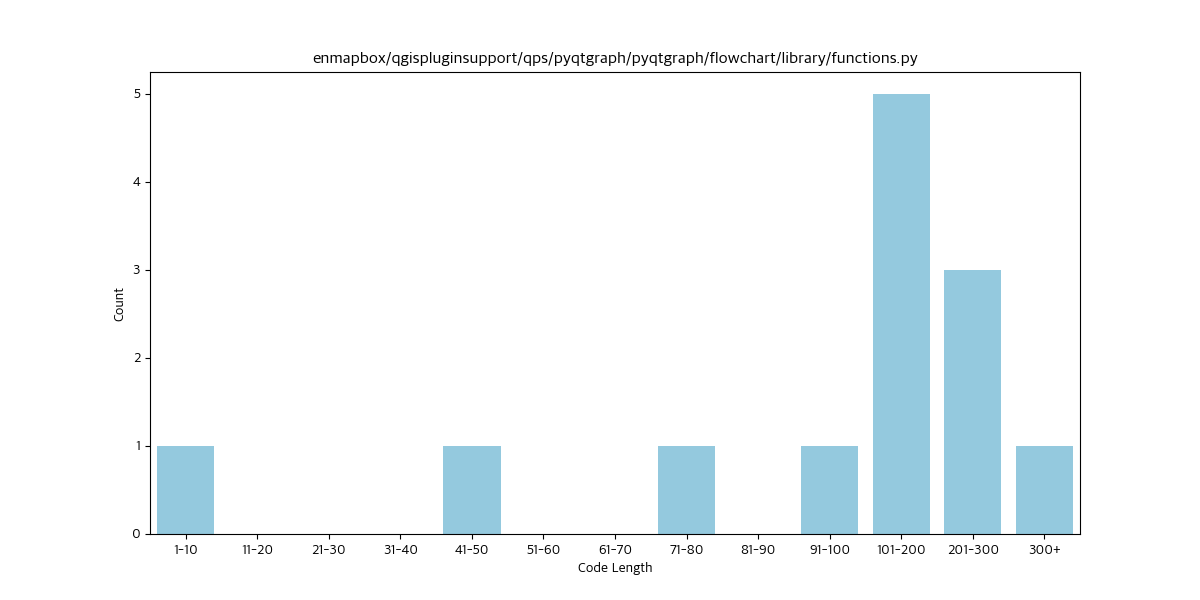 enmapbox/qgispluginsupport/qps/pyqtgraph/pyqtgraph/flowchart/library/functions.py
5
4
3
2
1
0
Count
1-10 11-20 21-30 31-40 41-50 51-60 61-70 71-80 81-90 91-100 101-200 201-300 300+
Code Length